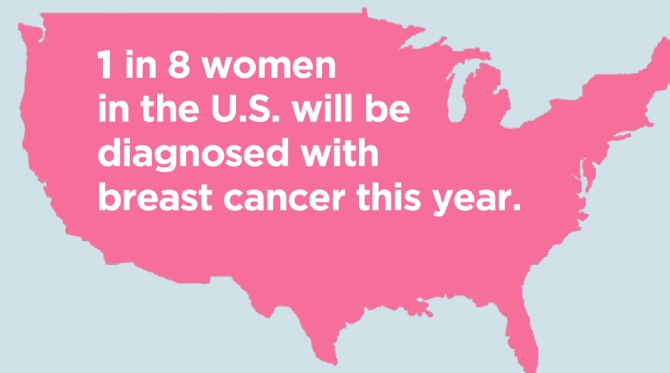 1 in 8 women
in the U.S. will be
diagnosed with
breast cancer this year.